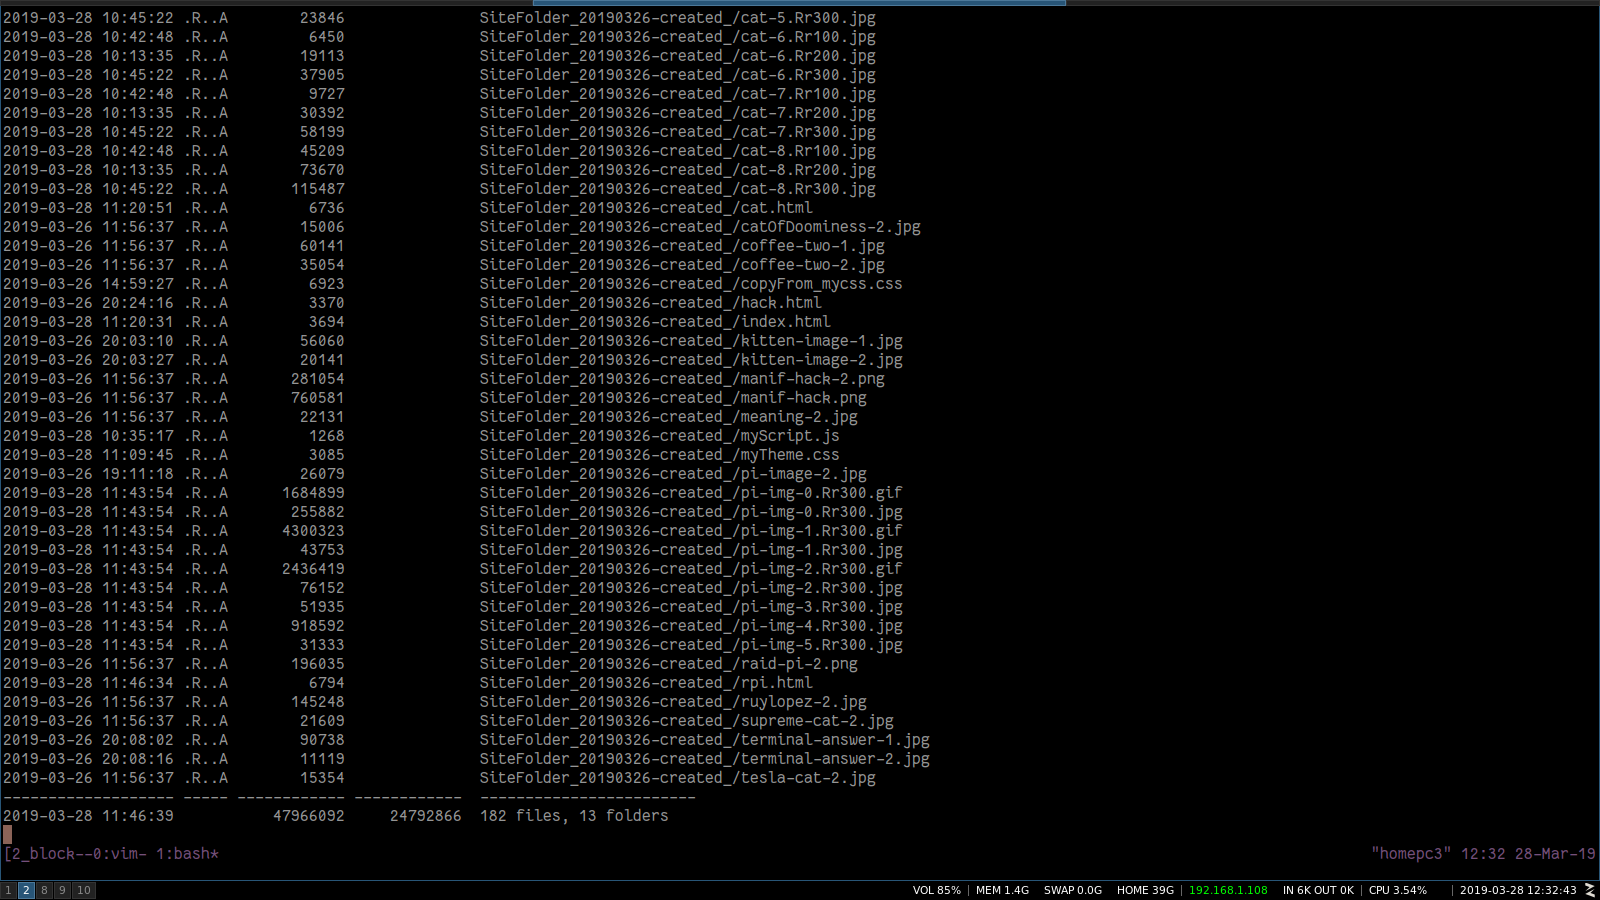 2019-03-28 10:45:22 .R..A        23846               SiteFolder_20190326-created_/cat-5.Rr300.jpg
2019-03-28 10:42:48 .R..A         6450               SiteFolder_20190326-created_/cat-6.Rr100.jpg
2019-03-28 10:13:35 .R..A        19113               SiteFolder_20190326-created_/cat-6.Rr200.jpg
2019-03-28 10:45:22 .R..A        37905               SiteFolder_20190326-created_/cat-6.Rr300.jpg
2019-03-28 10:42:48 .R..A         9727               SiteFolder_20190326-created_/cat-7.Rr100.jpg
2019-03-28 10:13:35 .R..A        30392               SiteFolder_20190326-created_/cat-7.Rr200.jpg
2019-03-28 10:45:22 .R..A        58199               SiteFolder_20190326-created_/cat-7.Rr300.jpg
2019-03-28 10:42:48 .R..A        45209               SiteFolder_20190326-created_/cat-8.Rr100.jpg
2019-03-28 10:13:35 .R..A        73670               SiteFolder_20190326-created_/cat-8.Rr200.jpg
2019-03-28 10:45:22 .R..A       115487               SiteFolder_20190326-created_/cat-8.Rr300.jpg
2019-03-28 11:20:51 .R..A         6736               SiteFolder_20190326-created_/cat.html
2019-03-26 11:56:37 .R..A        15006               SiteFolder_20190326-created_/catOfDoominess-2.jpg
2019-03-26 11:56:37 .R..A        60141               SiteFolder_20190326-created_/coffee-two-1.jpg
2019-03-26 11:56:37 .R..A        35054               SiteFolder_20190326-created_/coffee-two-2.jpg
2019-03-26 14:59:27 .R..A         6923               SiteFolder_20190326-created_/copyFrom_mycss.css
2019-03-26 20:24:16 .R..A         3370               SiteFolder_20190326-created_/hack.html
2019-03-28 11:20:31 .R..A         3694               SiteFolder_20190326-created_/index.html
2019-03-26 20:03:10 .R..A        56060               SiteFolder_20190326-created_/kitten-image-1.jpg
2019-03-26 20:03:27 .R..A        20141               SiteFolder_20190326-created_/kitten-image-2.jpg
2019-03-26 11:56:37 .R..A       281054               SiteFolder_20190326-created_/manif-hack-2.png
2019-03-26 11:56:37 .R..A       760581               SiteFolder_20190326-created_/manif-hack.png
2019-03-26 11:56:37 .R..A        22131               SiteFolder_20190326-created_/meaning-2.jpg
2019-03-28 10:35:17 .R..A         1268               SiteFolder_20190326-created_/myScript.js
2019-03-28 11:09:45 .R..A         3085               SiteFolder_20190326-created_/myTheme.css
2019-03-26 19:11:18 .R..A        26079               SiteFolder_20190326-created_/pi-image-2.jpg
2019-03-28 11:43:54 .R..A      1684899               SiteFolder_20190326-created_/pi-img-0.Rr300.gif
2019-03-28 11:43:54 .R..A       255882               SiteFolder_20190326-created_/pi-img-0.Rr300.jpg
2019-03-28 11:43:54 .R..A      4300323               SiteFolder_20190326-created_/pi-img-1.Rr300.gif
2019-03-28 11:43:54 .R..A        43753               SiteFolder_20190326-created_/pi-img-1.Rr300.jpg
2019-03-28 11:43:54 .R..A      2436419               SiteFolder_20190326-created_/pi-img-2.Rr300.gif
2019-03-28 11:43:54 .R..A        76152               SiteFolder_20190326-created_/pi-img-2.Rr300.jpg
2019-03-28 11:43:54 .R..A        51935               SiteFolder_20190326-created_/pi-img-3.Rr300.jpg
2019-03-28 11:43:54 .R..A       918592               SiteFolder_20190326-created_/pi-img-4.Rr300.jpg
2019-03-28 11:43:54 .R..A        31333               SiteFolder_20190326-created_/pi-img-5.Rr300.jpg
2019-03-26 11:56:37 .R..A       196035               SiteFolder_20190326-created_/raid-pi-2.png
2019-03-28 11:46:34 .R..A         6794               SiteFolder_20190326-created_/rpi.html
2019-03-26 11:56:37 .R..A       145248               SiteFolder_20190326-created_/ruylopez-2.jpg
2019-03-26 11:56:37 .R..A        21609               SiteFolder_20190326-created_/supreme-cat-2.jpg
2019-03-26 20:08:02 .R..A        90738               SiteFolder_20190326-created_/terminal-answer-1.jpg
2019-03-26 20:08:16 .R..A        11119               SiteFolder_20190326-created_/terminal-answer-2.jpg
2019-03-26 11:56:37 .R..A        15354               SiteFolder_20190326-created_/tesla-cat-2.jpg
------------------- ----- ------------ ------------  ------------------------
2019-03-28 11:46:39           47966092     24792866  182 files, 13 folders
[2_block--0:vim- 1:bash* "homepc3" 12:32 28-Mar-19
1 2 8 9 10 VOL 85% | MEM 1.4G SWAP 0.0G HOME 39G | 192.168.1.108 | IN 6K OUT 0K | CPU 3.54% | 2019-03-28 12:32:43